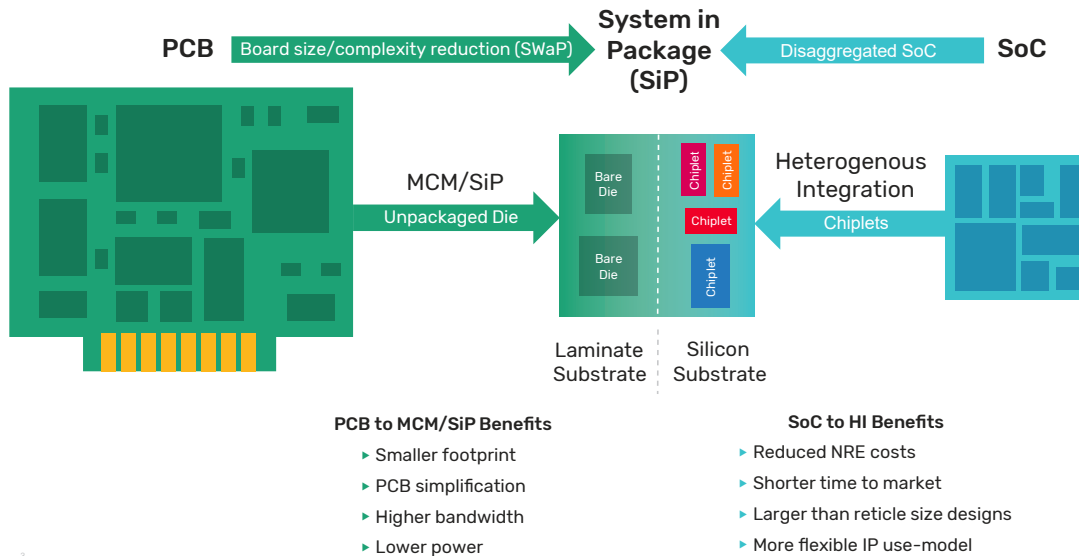 PCB
Board size/complexity reduction (SWaP)
System in
Package
(SiP)
Disaggregated SoC
SoC
MCM/SiP
Unpackaged Die
Bare
Die
Bare
Die
Chiplet
Chiplet
Chiplet
Chiplet
Heterogenous
Integration
Chiplets
Laminate
Substrate
Silicon
Substrate
PCB to MCM/SiP Benefits
Smaller footprint
PCB simplification
Higher bandwidth
Lower power
SoC to HI Benefits
Reduced NRE costs
Shorter time to market
Larger than reticle size designs
More flexible IP use-model